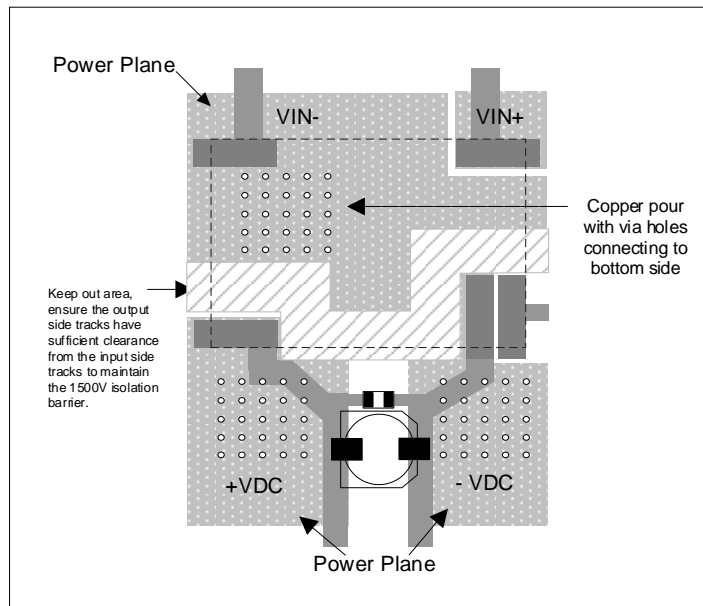 Power Plane
VIN-
VIN+
Copper pour
with via holes
connecting to
bottom side
Keep out area,
ensure the output
side tracks have
sufficient clearance
from the input side
tracks to maintain
the 1500V isolation
barrier.
+VDC
- VDC
Power Plane